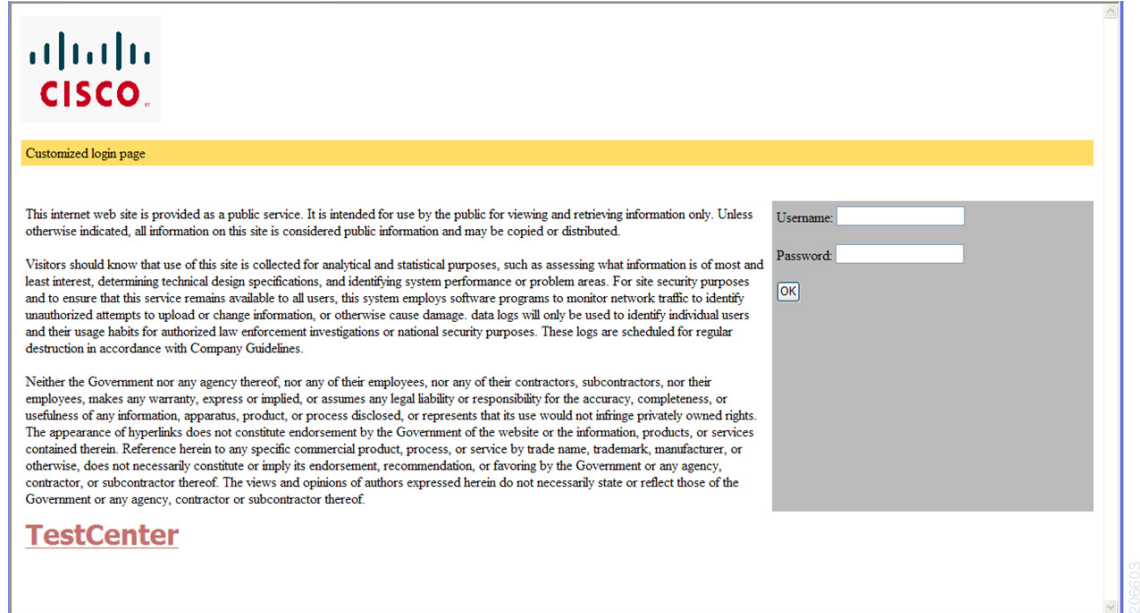 CISCO
Customized login page
This internet web site is provided as a public service. It is intended for use by the public for viewing and retrieving information only. Unless
otherwise indicated, all information on this site is considered public information and may be copied or distributed.
Visitors should know that use of this site is collected for analytical and statistical purposes, such as assessing what information is of most and
least interest, determining technical design specifications, and identifying system performance or problem areas. For site security purposes
and to ensure that this service remains available to all users, this system employs software programs to monitor network traffic to identify
unauthorized attempts to upload or change information, or otherwise cause damage. data logs will only be used to identify individual users
and their usage habits for authorized law enforcement investigations or national security purposes. These logs are scheduled for regular
destruction in accordance with Company Guidelines.
Neither the Government nor any agency thereof, nor any of their employees, nor any of their contractors, subcontractors, nor their
employees, makes any warranty, express or implied, or assumes any legal liability or responsibility for the accuracy, completeness, or
usefulness of any information, apparatus, product, or process disclosed, or represents that its use would not infringe privately owned rights.
The appearance of hyperlinks does not constitute endorsement by the Government of the website or the information, products, or services
contained therein. Reference herein to any specific commercial product, process, or service by trade name, trademark, manufacturer, or
otherwise, does not necessarily constitute or imply its endorsement, recommendation, or favoring by the Government or any agency,
contractor, or subcontractor thereof. The views and opinions of authors expressed herein do not necessarily state or reflect those of the
Government or any agency, contractor or subcontractor thereof.
TestCenter
Username:
Password:
OK
206603